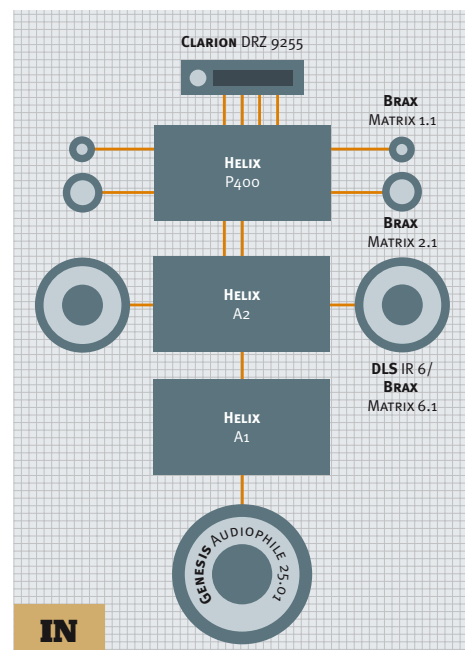 CLARION DRZ 9255
BRAX
MATRIX 1.1
HELIX
P400
BRAX
MATRIX 2.1
HELIX
A2
DLS IR 6/
BRAX
MATRIX 6.1
HELIX
A1
GENESIS AUDIOPHILE 25.01
IN